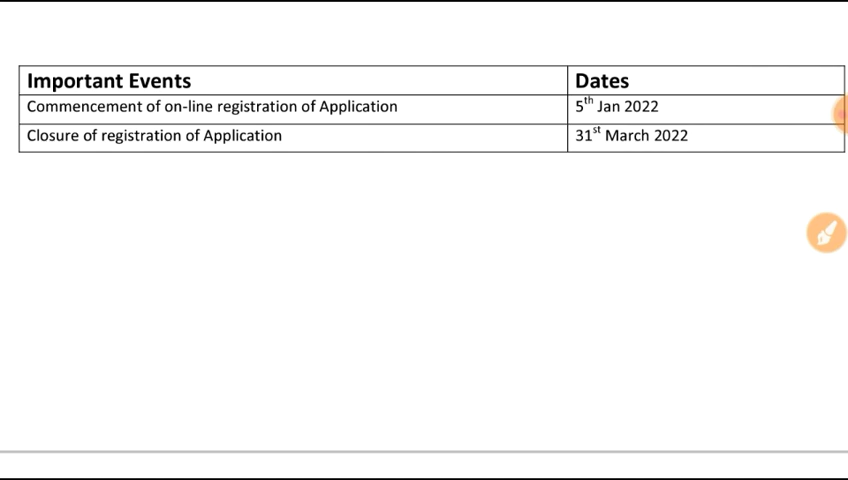 Important Events Dates
Commencement of on-line registration of Application 5th Jan 2022
Closure of registration of Application 31st March 2022